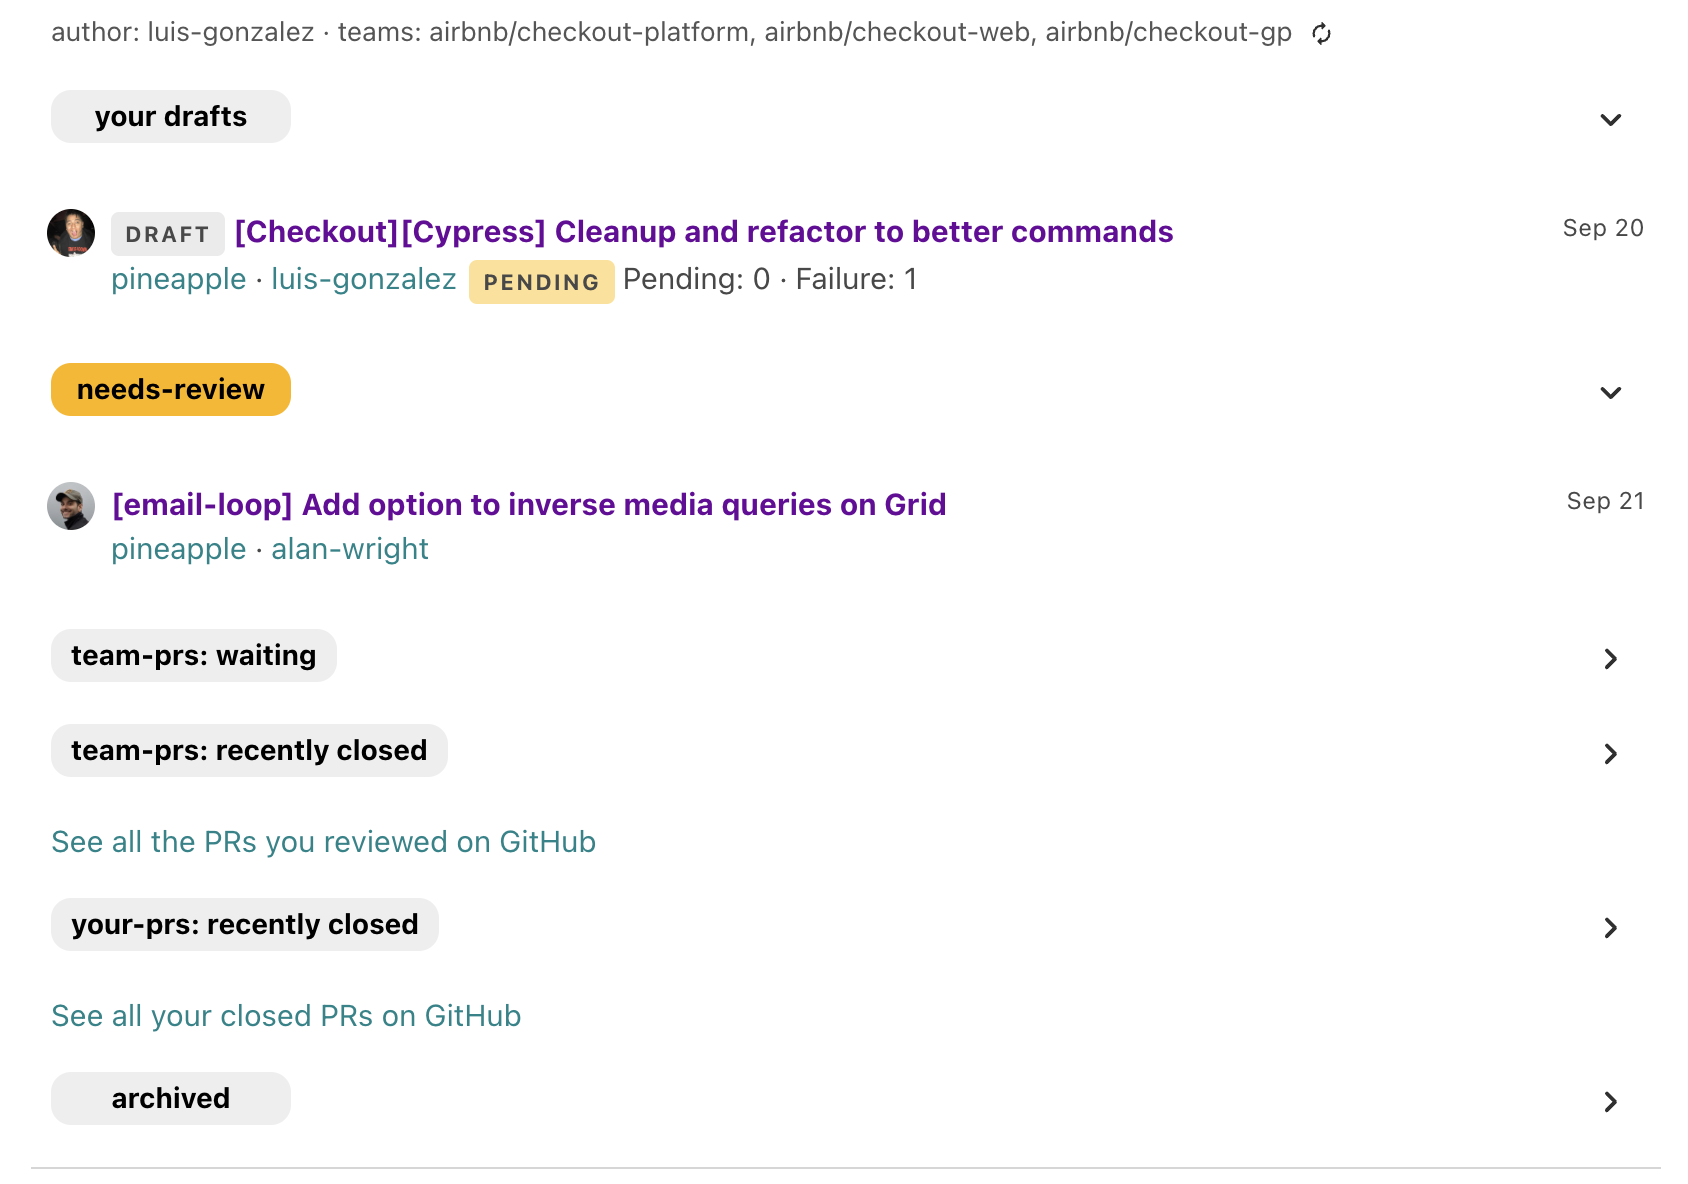 author: luis-gonzalez · teams: airbnb/checkout-platform, airbnb/checkout-web, airbnb/checkout-gp
your drafts
DRAFT [Checkout][Cypress] Cleanup and refactor to better commands Sep 20
pineapple · luis-gonzalez PENDING Pending: 0 · Failure: 1
needs-review
[email-loop] Add option to inverse media queries on Grid Sep 21
pineapple · alan-wright
team-prs: waiting
team-prs: recently closed
See all the PRs you reviewed on GitHub
your-prs: recently closed
See all your closed PRs on GitHub
archived